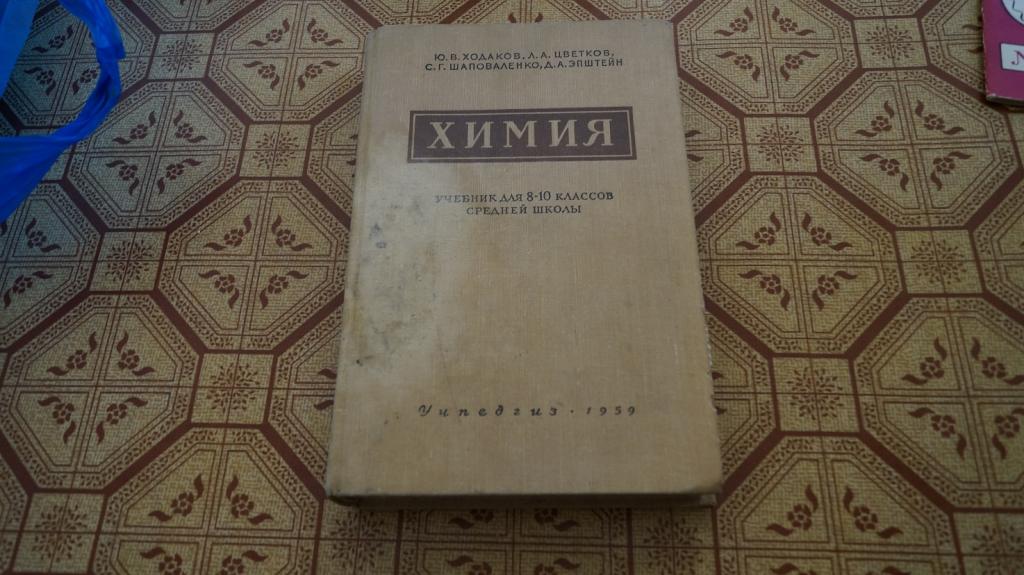 Ю. В. ХОДАКОВ, Л. А. ЦВЕТКОВ,
С. Г. ШАПОВАЛЕНКО, Д. А. ЭПШТЕЙН
ХИМИЯ
УЧЕБНИК ДЛЯ 8-10 КЛАССОВ
СРЕДНЕЙ ШКОЛЫ
Учпедгиз · 1959